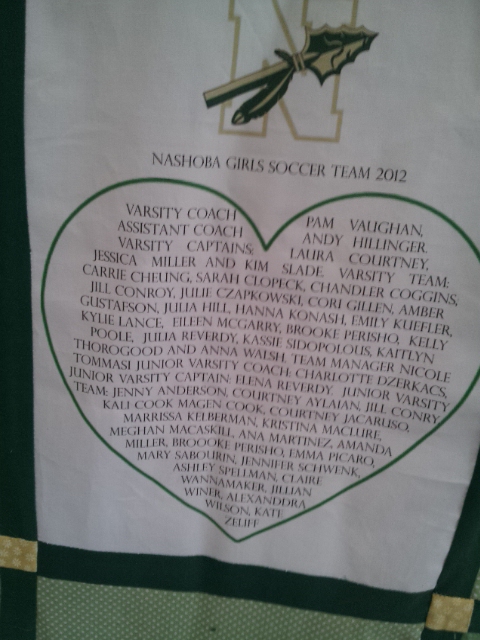 N
NASHOBA GIRLS SOCCER TEAM 2012
VARSITY COACH PAM VAUGHAN,
ASSISTANT COACH ANDY HILLINGER
VARSITY CAPTAINS: LAURA COURTNEY,
JESSICA MILLER AND KIM SLADE VARSITY TEAM:
CARRIE CHEUNG, SARAH CLOPECK, CHANDLER COGGINS,
JILL CONROY, JULIE CZAPKOWSKI, CORI GILLEN, AMBER
GUSTAFSON, JULIA HILL, HANNA KONASH, EMILY KUEFLER,
KYLIE LANCE, EILEEN MCGARRY, BROOKE PERISHO, KELLY
POOLE, JULIA REVERDY, KASSIE SIDOPOLOUS, KAITLYN
THOROGOOD AND ANNA WALSH, TEAM MANAGER NICOLE
TOMMASI JUNIOR VARSITY COACH: CHARLOTTE DZERKACS,
JUNIOR VARSITY CAPTAIN: ELENA REVERDY JUNIOR VARSITY
TEAM: JENNY ANDERSON, COURTNEY AYLAIAN, JILL CONRY,
KALI COOK MAGEN COOK, COURTNEY JACARUSO,
MARRISSA KELBERMAN, KRISTINA MACLURE,
MEGHAN MACASKILL, ANA MARTINEZ, AMANDA
MILLER, BROOOKE PERISHO, EMMA PICARO,
MARY SABOURIN, JENNIFER SCHWENK,
ASHLEY SPELLMAN, CLAIRE
WANNAMAKER, JILLIAN
WINER, ALEXANDDRA
WILSON, KATE
ZELIFF